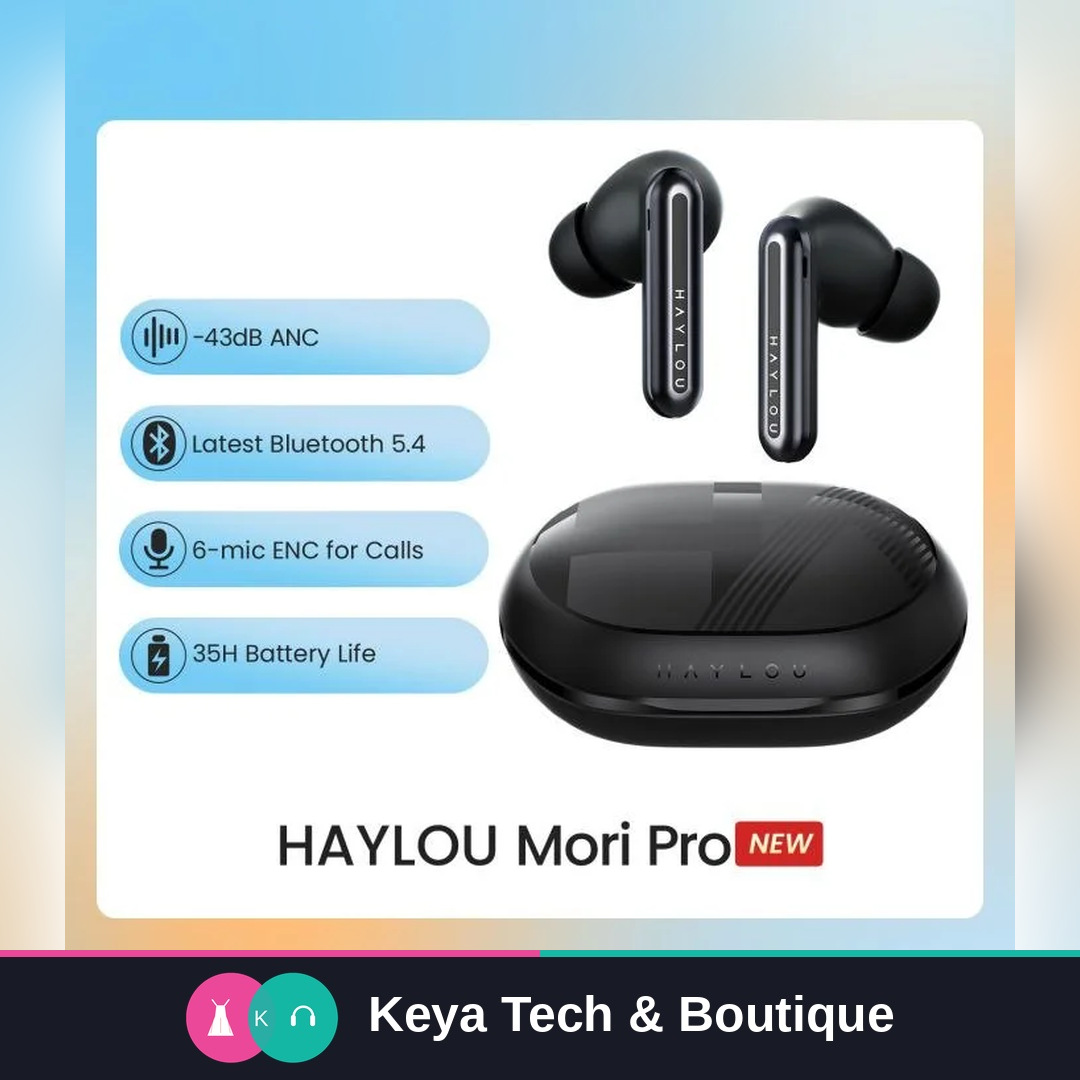 HAYLOU
HAYLOU
-43dB ANC
Latest Bluetooth 5.4
6-mic ENC for Calls
35H Battery Life
HAYLOU
HAYLOU Mori Pro NEW
K
Keya Tech & Boutique